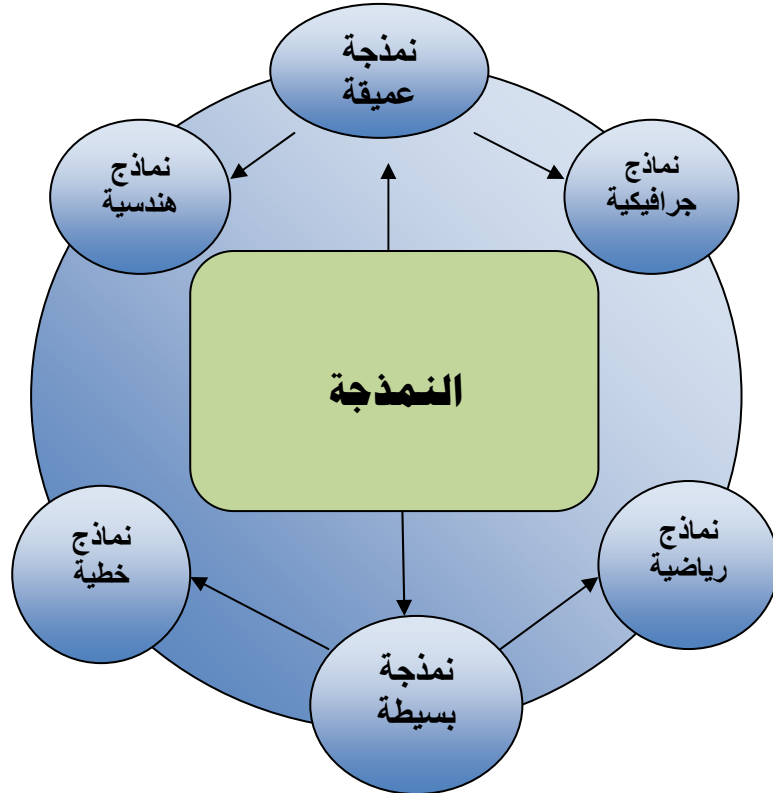 نمذجة
عميقة
نماذج
جرافيكية
نماذج
هندسية
النمذجة
نماذج
رياضية
نماذج
خطية
نمذجة
بسيطة